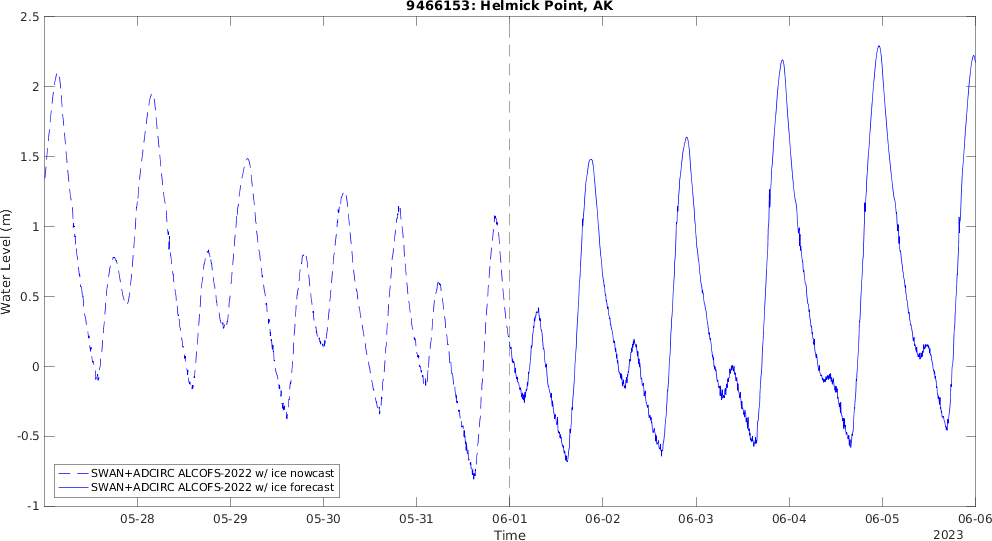 9466153: Helmick Point, AK
2.5
2
1.5
1
0.5
0
-0.5
-1
Water Level (m)
SWAN+ADCIRC ALCOFS-2022 w/ ice nowcast
SWAN+ADCIRC ALCOFS-2022 w/ ice forecast
05-28 05-29 05-30 05-31 06-01 06-02 06-03 06-04 06-05 06-06
Time
2023